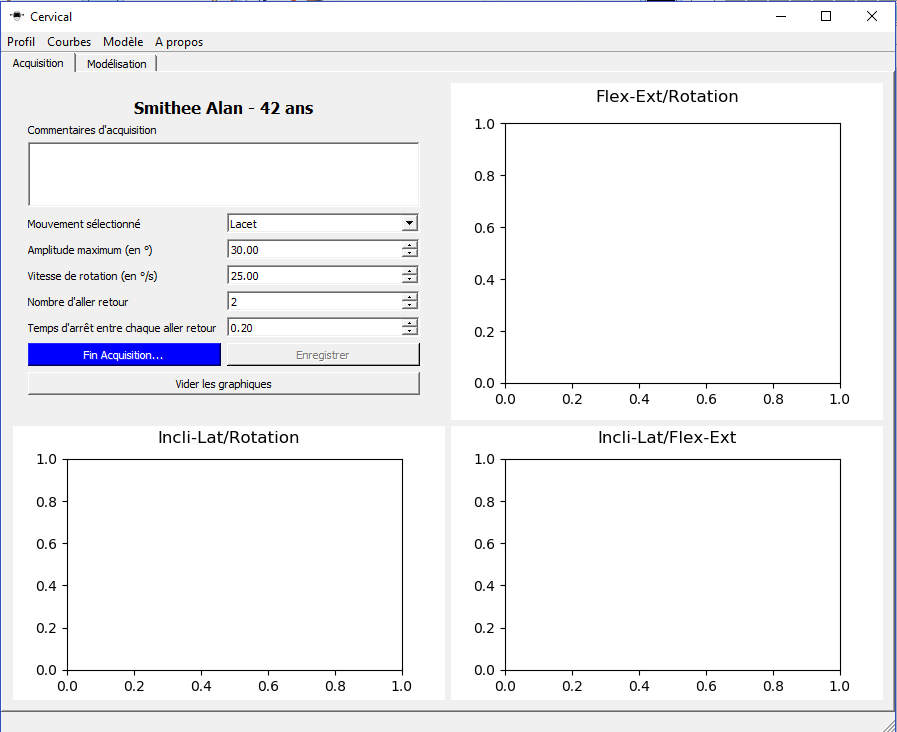 Cervical
Profil Courbes Modèle A propos
Acquisition Modélisation
Smithee Alan - 42 ans
Commentaires d'acquisition
Mouvement sélectionné Lacet
Amplitude maximum (en °) 30.00
Vitesse de rotation (en °/s) 25.00
Nombre d'aller retour 2
Temps d'arrêt entre chaque aller retour 0.20
Fin Acquisition... Enregistrer
Vider les graphiques
Flex-Ext/Rotation
1.0
0.8
0.6
0.4
0.2
0.0
0.0 0.2 0.4 0.6 0.8 1.0
Incli-Lat/Rotation
1.0
0.8
0.6
0.4
0.2
0.0
0.0 0.2 0.4 0.6 0.8 1.0
Incli-Lat/Flex-Ext
1.0
0.8
0.6
0.4
0.2
0.0
0.0 0.2 0.4 0.6 0.8 1.0